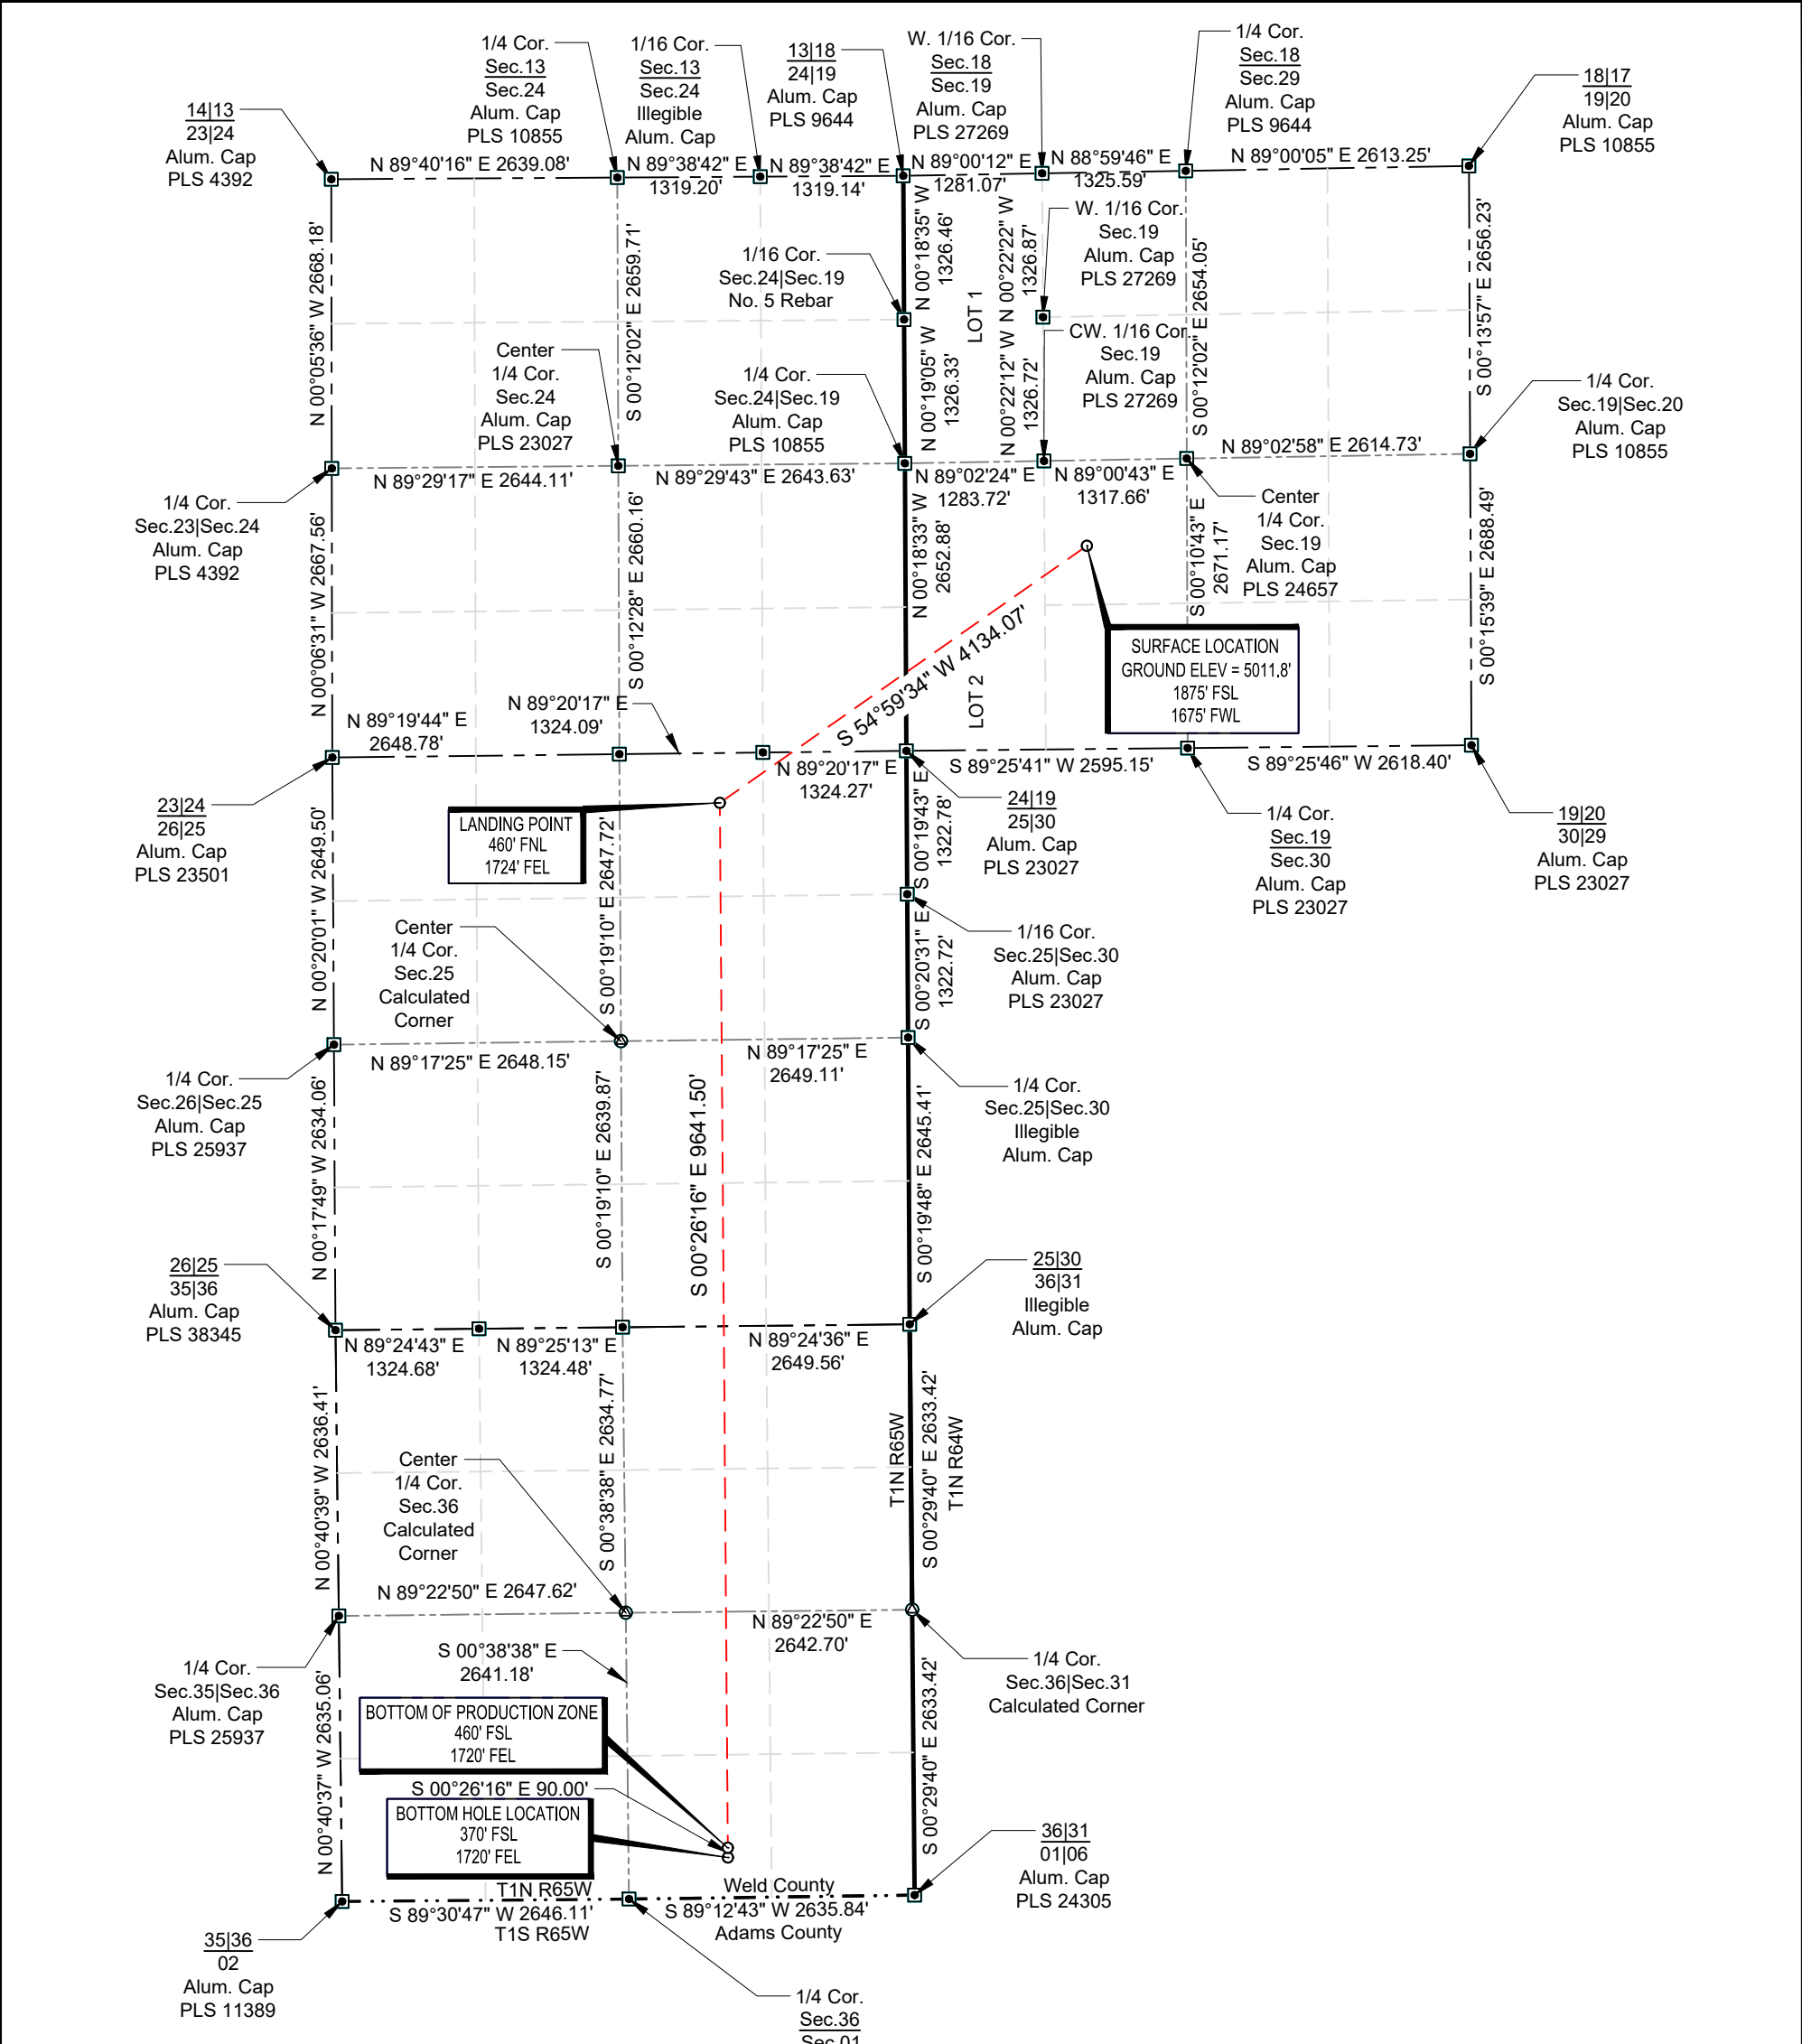 1/4 Cor.
Sec.13
Sec.24
Alum. Cap
PLS 10855
1/16 Cor.
Sec.13
Sec.24
Illegible
Alum. Cap
13|18
24|19
Alum. Cap
PLS 9644
W. 1/16 Cor.
Sec.18
Sec.19
Alum. Cap
PLS 27269
1/4 Cor.
Sec.18
Sec.29
Alum. Cap
PLS 9644
18|17
19|20
Alum. Cap
PLS 10855
14|13
23|24
Alum. Cap
PLS 4392
N 89°40'16" E 2639.08'
N 89°38'42" E
1319.20'
N 89°38'42" E
1319.14'
N 89°00'12" E
1281.07'
N 88°59'46" E
1325.59'
N 89°00'05" E 2613.25'
N 00°05'36" W 2668.18'
S 00°12'02" E 2659.71'
1/16 Cor.
Sec.24|Sec.19
No. 5 Rebar
N 00°18'35" W
1326.46'
LOT 1
N 00°22'22" W
1326.87'
W. 1/16 Cor.
Sec.19
Alum. Cap
PLS 27269
S 00°12'02" E 2654.05'
S 00°13'57" E 2656.23'
Center
1/4 Cor.
Sec.24
Alum. Cap
PLS 23027
1/4 Cor.
Sec.24|Sec.19
Alum. Cap
PLS 10855
N 00°19'05" W
1326.33'
N 00°22'12" W
1326.72'
CW. 1/16 Cor.
Sec.19
Alum. Cap
PLS 27269
1/4 Cor.
Sec.19|Sec.20
Alum. Cap
PLS 10855
N 89°29'17" E 2644.11'
N 89°29'43" E 2643.63'
N 89°02'24" E
1283.72'
N 89°00'43" E
1317.66'
N 89°02'58" E 2614.73'
1/4 Cor.
Sec.23|Sec.24
Alum. Cap
PLS 4392
Center
1/4 Cor.
Sec.19
Alum. Cap
PLS 24657
N 00°06'31" W 2667.56'
S 00°12'28" E 2660.16'
N 00°18'33" W
2652.88'
S 00°10'43" E
2671.17'
S 00°15'39" E 2688.49'
S 54°59'34" W 4134.07'
SURFACE LOCATION
GROUND ELEV = 5011.8'
1875' FSL
1675' FWL
LOT 2
N 89°19'44" E
2648.78'
N 89°20'17" E
1324.09'
N 89°20'17" E
1324.27'
S 89°25'41" W 2595.15'
S 89°25'46" W 2618.40'
23|24
26|25
Alum. Cap
PLS 23501
LANDING POINT
460' FNL
1724' FEL
24|19
25|30
Alum. Cap
PLS 23027
1/4 Cor.
Sec.19
Sec.30
Alum. Cap
PLS 23027
19|20
30|29
Alum. Cap
PLS 23027
N 00°20'01" W 2649.50'
S 00°19'10" E 2647.72'
S 00°19'43" E
1322.78'
Center
1/4 Cor.
Sec.25
Calculated
Corner
S 00°20'31" E
1322.72'
1/16 Cor.
Sec.25|Sec.30
Alum. Cap
PLS 23027
N 89°17'25" E 2648.15'
N 89°17'25" E
2649.11'
1/4 Cor.
Sec.26|Sec.25
Alum. Cap
PLS 25937
1/4 Cor.
Sec.25|Sec.30
Illegible
Alum. Cap
N 00°17'49" W 2634.06'
S 00°19'10" E 2639.87'
S 00°26'16" E 9641.50'
S 00°19'48" E 2645.41'
26|25
35|36
Alum. Cap
PLS 38345
25|30
36|31
Illegible
Alum. Cap
N 89°24'43" E
1324.68'
N 89°25'13" E
1324.48'
N 89°24'36" E
2649.56'
N 00°40'39" W 2636.41'
S 00°38'38" E 2634.77'
T1N R65W
S 00°29'40" E 2633.42'
T1N R64W
Center
1/4 Cor.
Sec.36
Calculated
Corner
N 89°22'50" E 2647.62'
N 89°22'50" E
2642.70'
1/4 Cor.
Sec.35|Sec.36
Alum. Cap
PLS 25937
S 00°38'38" E
2641.18'
1/4 Cor.
Sec.36|Sec.31
Calculated Corner
N 00°40'37" W 2635.06'
BOTTOM OF PRODUCTION ZONE
460' FSL
1720' FEL
S 00°26'16" E 90.00'
BOTTOM HOLE LOCATION
370' FSL
1720' FEL
S 00°29'40" E 2633.42'
36|31
01|06
Alum. Cap
PLS 24305
T1N R65W
Weld County
S 89°30'47" W 2646.11'
S 89°12'43" W 2635.84'
T1S R65W
Adams County
35|36
02
Alum. Cap
PLS 11389
1/4 Cor.
Sec.36
Sec.01